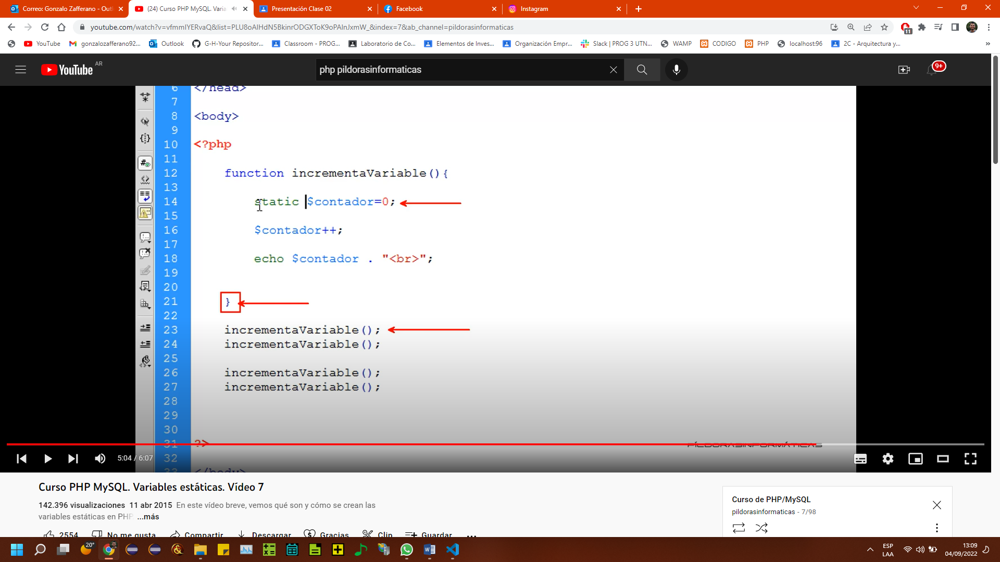 Correo: Gonzalo Zafferano - Outl
(24) Curso PHP MySQL. Varia
Presentación Clase 02
Facebook
Instagram
youtube.com/watch?v=vfmmIYERvaQ&list=PLU8oAlHdN5BkinrODGXToK9oPAlnJxmW_&index=7&ab_channel=pildorasinformaticas
11
YouTube
gonzalozafferano92...
Outlook
G-H-Your Repositor...
Classroom - PROG...
Laboratorio de Co...
Elementos de Inves...
Organización Empr...
Slack | PROG 3 UTN...
WAMP
CODIGO
PHP
localhost:96
2C - Arquitectura y...
»
YouTube AR
php pildorasinformaticas
9+
6 </head>
7
8 <body>
9
10 <?php
11
12 function incrementaVariable(){
13
14 static $contador=0;
15
16 $contador++;
17
18 echo $contador . "<br>";
19
20
21 }
22
23 incrementaVariable();
24 incrementaVariable();
25
26 incrementaVariable();
27 incrementaVariable();
28
29
30
31 ?>
PÍLDORASINFORMÁTICAS
32
33 </body>
5:04 / 6:07
Curso PHP MySQL. Variables estáticas. Vídeo 7
142.396 visualizaciones 11 abr 2015 En este vídeo breve, vemos qué son y cómo se crean las
variables estáticas en PHP ...más
2554 No me gusta Compartir Descargar Gracias Clip Guardar ...
Curso de PHP/MySQL
pildorasinformaticas - 7/98
20°
ESP
LAA
13:09
04/09/2022